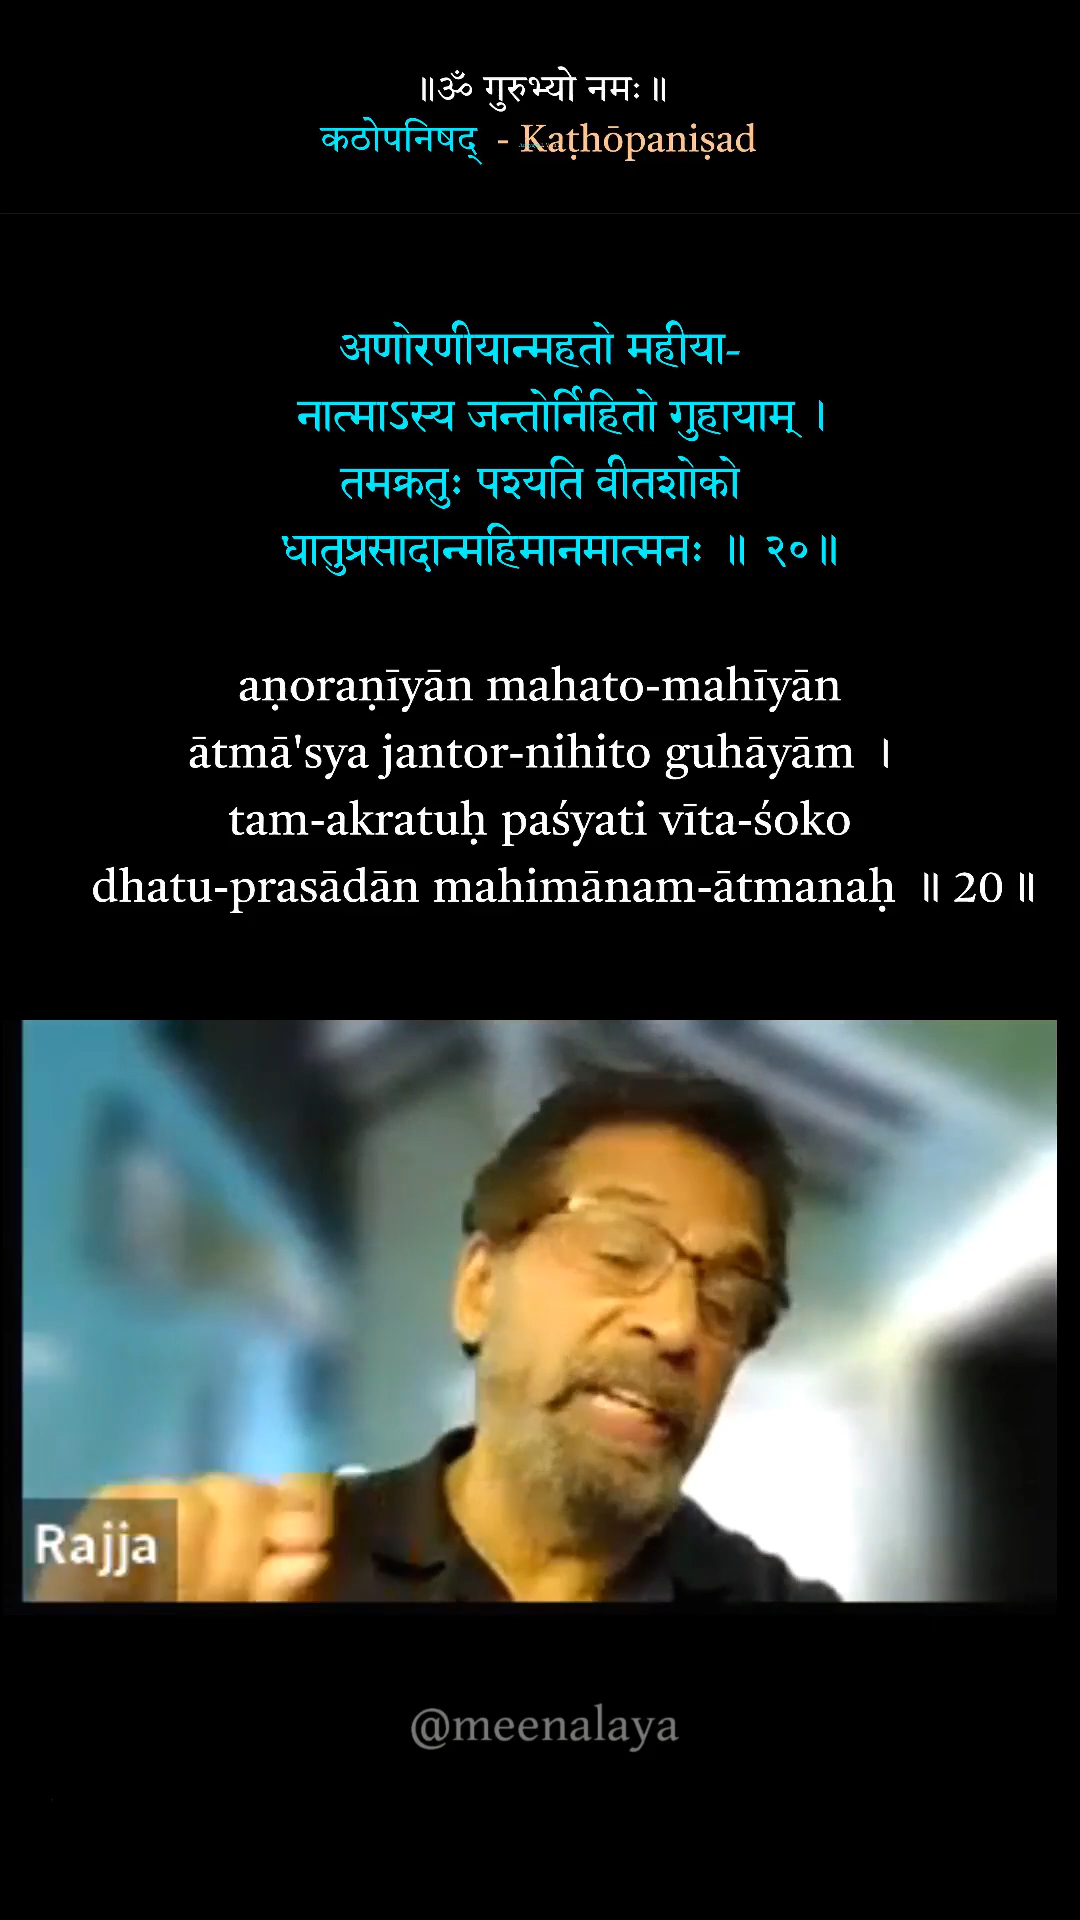 ॥ॐ गुरुभ्यो नमः॥
कठोपनिषद् - Kaṭhōpaniṣad
अणोरणीयान्महतो महीया-
नात्माऽस्य जन्तोर्निहितो गुहायाम् ।
तमक्रतुः पश्यति वीतशोको
धातुप्रसादान्महिमानमात्मनः ॥ २०॥
aṇoraṇīyān mahato-mahīyān
ātmā'sya jantor-nihito guhāyām ।
tam-akratuḥ paśyati vīta-śoko
dhatu-prasādān mahimānam-ātmanaḥ ॥ 20॥
Rajja
@meenalaya